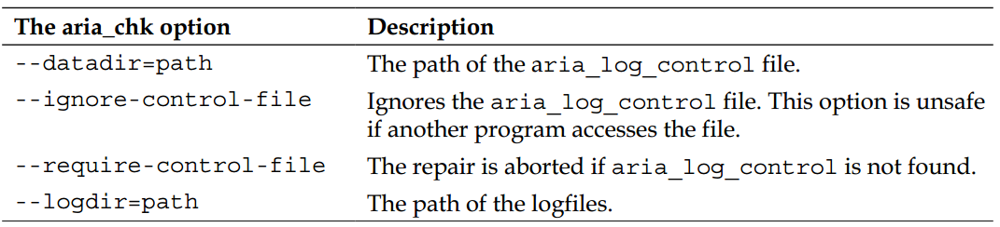 The aria_chk option Description
--datadir=path The path of the aria_log_control file.
--ignore-control-file Ignores the aria_log_control file. This option is unsafe
if another program accesses the file.
--require-control-file The repair is aborted if aria_log_control is not found.
--logdir=path The path of the logfiles.